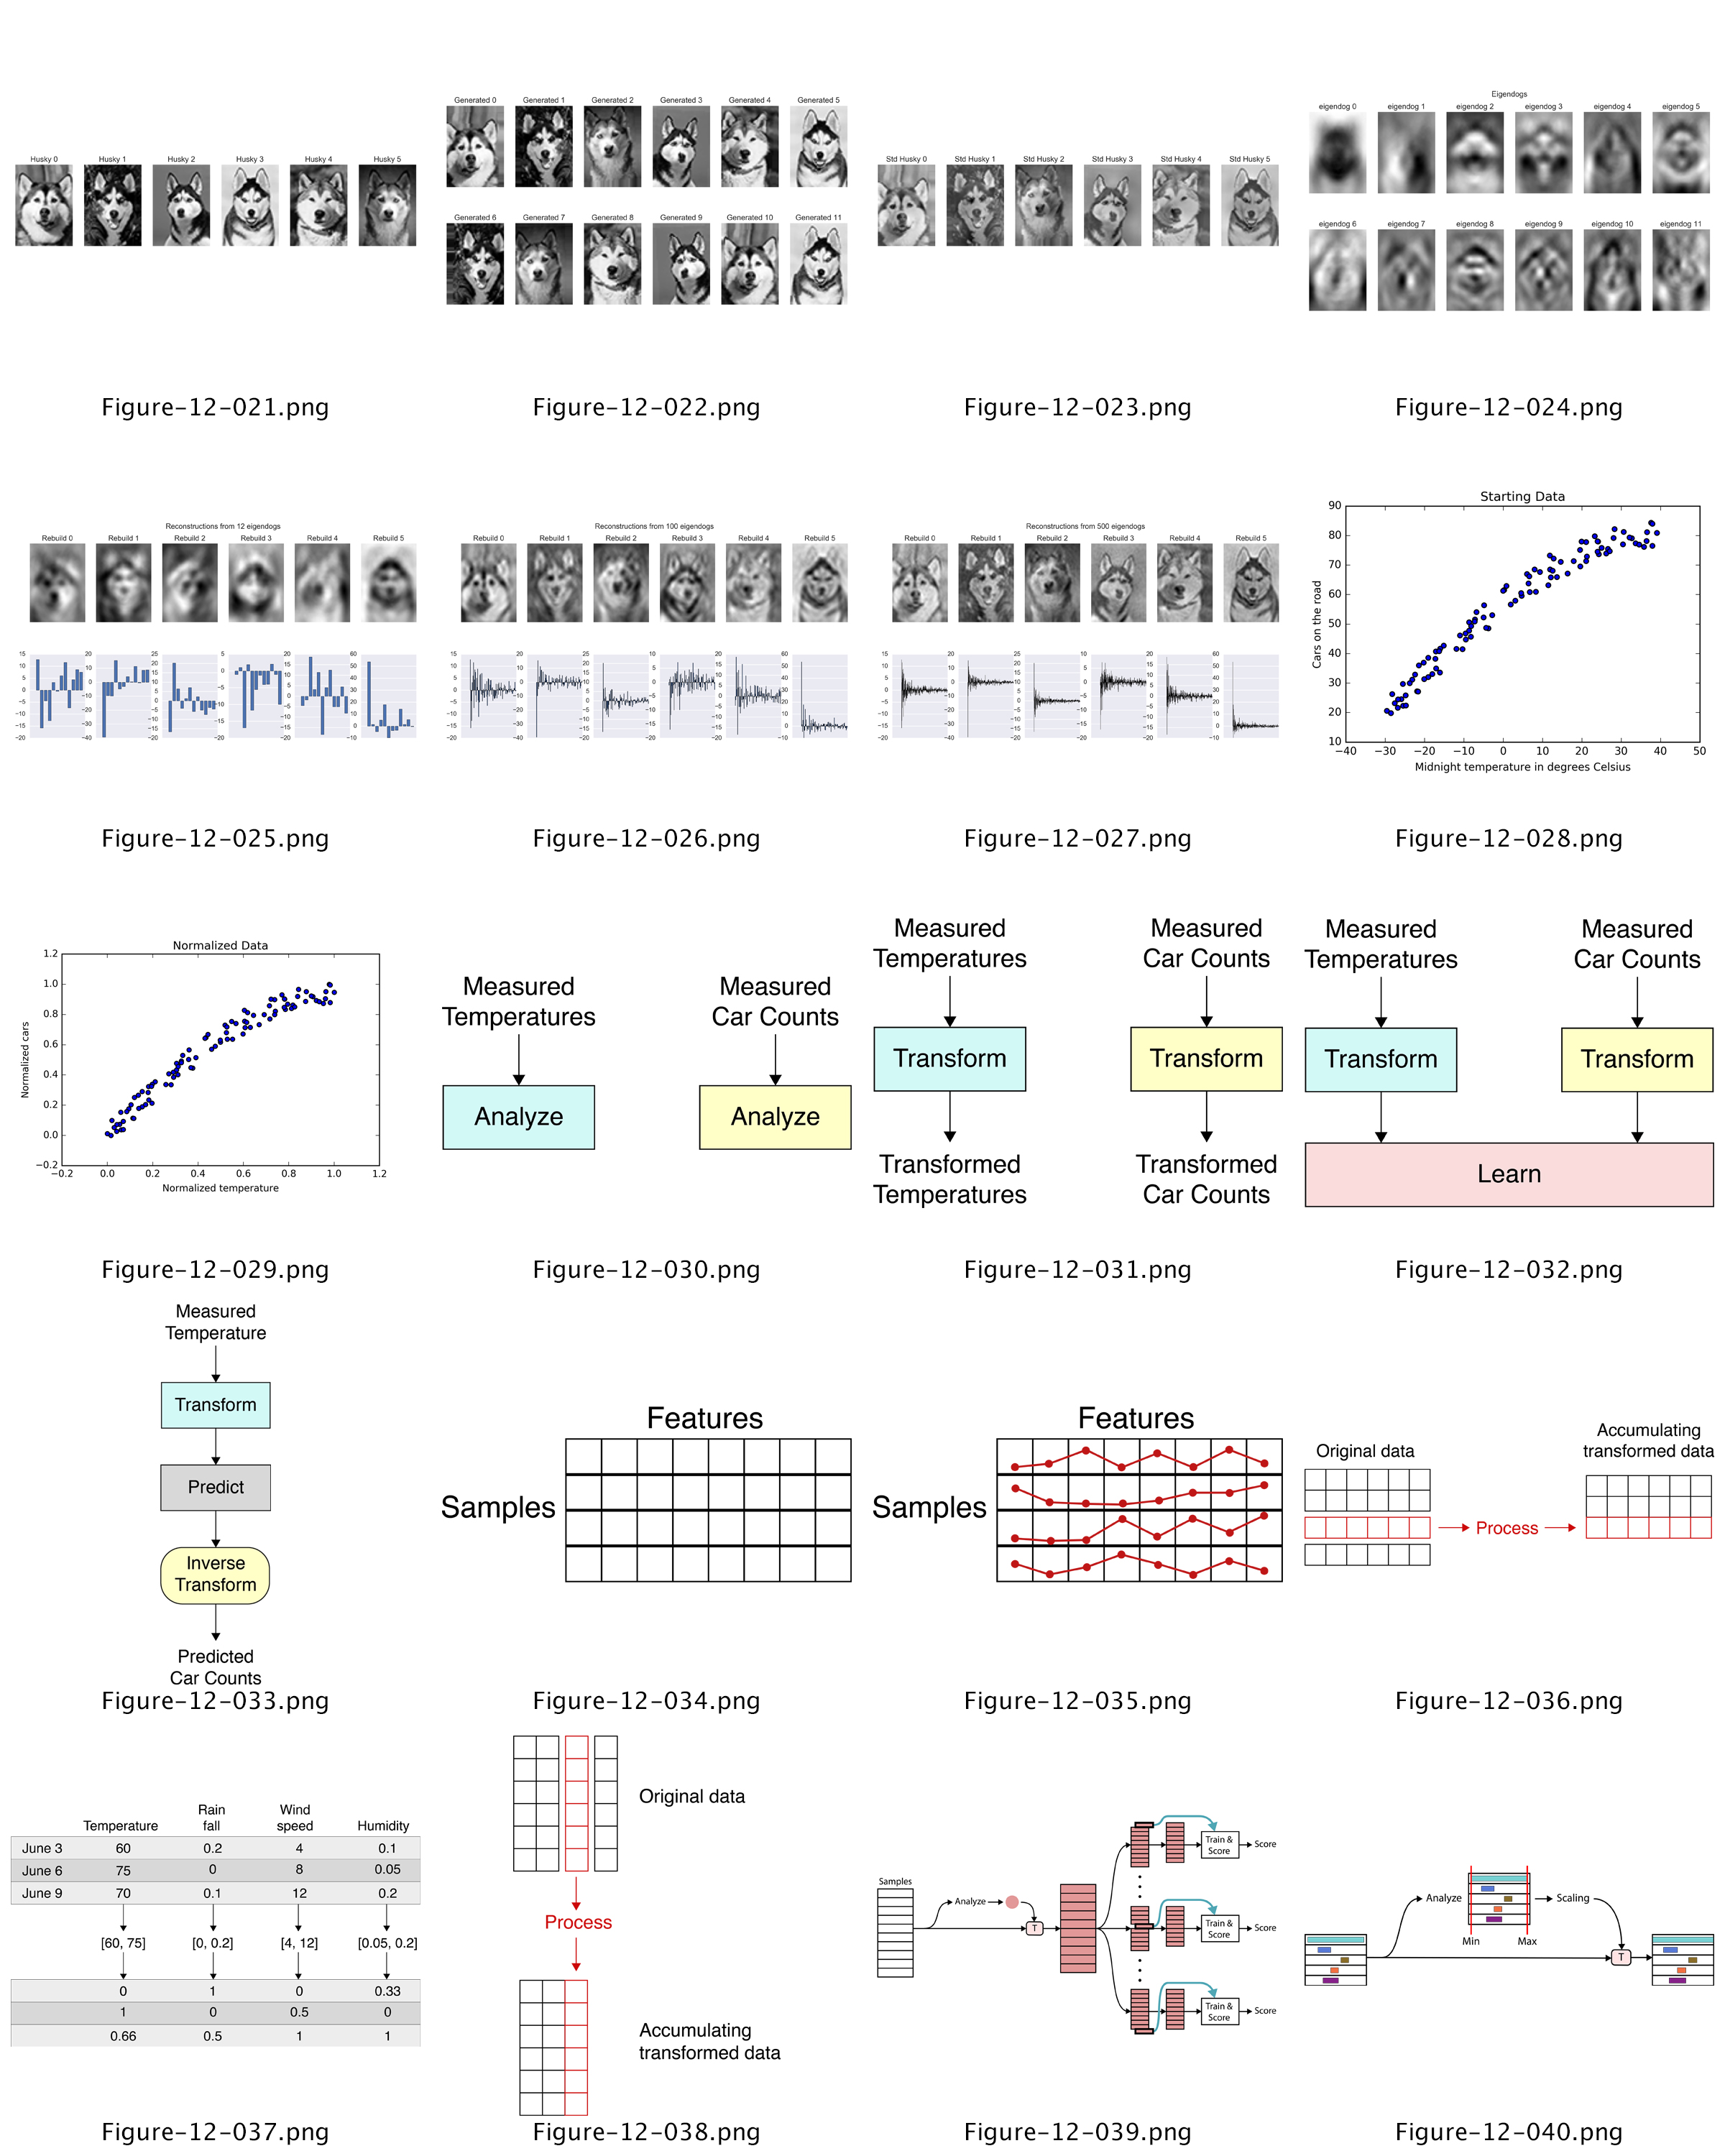 Husky 0 Husky 1 Husky 2 Husky 3 Husky 4 Husky 5
Figure-12-021.png
Generated 0 Generated 1 Generated 2 Generated 3 Generated 4 Generated 5
Generated 6 Generated 7 Generated 8 Generated 9 Generated 10 Generated 11
Figure-12-022.png
Std Husky 0 Std Husky 1 Std Husky 2 Std Husky 3 Std Husky 4 Std Husky 5
Figure-12-023.png
Eigendogs
eigendog 0 eigendog 1 eigendog 2 eigendog 3 eigendog 4 eigendog 5
eigendog 6 eigendog 7 eigendog 8 eigendog 9 eigendog 10 eigendog 11
Figure-12-024.png
Reconstructions from 12 eigendogs
Rebuild 0 Rebuild 1 Rebuild 2 Rebuild 3 Rebuild 4 Rebuild 5
Figure-12-025.png
Reconstructions from 100 eigendogs
Rebuild 0 Rebuild 1 Rebuild 2 Rebuild 3 Rebuild 4 Rebuild 5
Figure-12-026.png
Reconstructions from 500 eigendogs
Rebuild 0 Rebuild 1 Rebuild 2 Rebuild 3 Rebuild 4 Rebuild 5
Figure-12-027.png
Starting Data
Cars on the road
90
80
70
60
50
40
30
20
10
−40 −30 −20 −10 0 10 20 30 40 50
Midnight temperature in degrees Celsius
Figure-12-028.png
Normalized Data
Normalized cars
1.2
1.0
0.8
0.6
0.4
0.2
0.0
−0.2
−0.2 0.0 0.2 0.4 0.6 0.8 1.0 1.2
Normalized temperature
Figure-12-029.png
Measured
Temperatures
Analyze
Measured
Car Counts
Analyze
Figure-12-030.png
Measured
Temperatures
Transform
Transformed
Temperatures
Measured
Car Counts
Transform
Transformed
Car Counts
Figure-12-031.png
Measured
Temperatures
Transform
Measured
Car Counts
Transform
Learn
Figure-12-032.png
Measured
Temperature
Transform
Predict
Inverse
Transform
Predicted
Car Counts
Figure-12-033.png
Features
Samples
Figure-12-034.png
Features
Samples
Figure-12-035.png
Original data
Process
Accumulating
transformed data
Figure-12-036.png
Temperature Rain fall Wind speed Humidity
June 3 60 0.2 4 0.1
June 6 75 0 8 0.05
June 9 70 0.1 12 0.2
[60, 75] [0, 0.2] [4, 12] [0.05, 0.2]
0 1 0 0.33
1 0 0.5 0
0.66 0.5 1 1
Figure-12-037.png
Original data
Process
Accumulating
transformed data
Figure-12-038.png
Samples
Analyze
T
Train &
Score
Score
Train &
Score
Score
Train &
Score
Score
Figure-12-039.png
Analyze
Min Max
Scaling
T
Figure-12-040.png